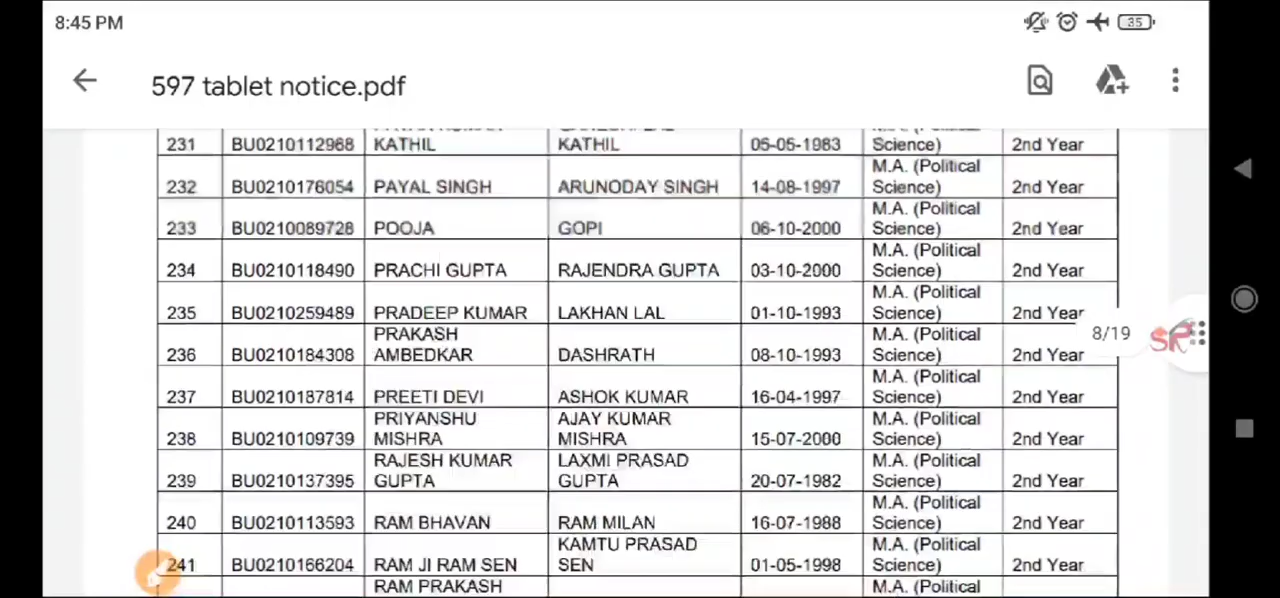 8:45 PM
35
597 tablet notice.pdf
231 BU0210112968 KATHIL KATHIL 05-05-1983 Science) 2nd Year
M.A. (Political
232 BU0210176054 PAYAL SINGH ARUNODAY SINGH 14-08-1997 Science) 2nd Year
M.A. (Political
233 BU0210089728 POOJA GOPI 06-10-2000 Science) 2nd Year
M.A. (Political
234 BU0210118490 PRACHI GUPTA RAJENDRA GUPTA 03-10-2000 Science) 2nd Year
M.A. (Political
235 BU0210259489 PRADEEP KUMAR LAKHAN LAL 01-10-1993 Science) 2nd Year
8/19 SR
PRAKASH M.A. (Political
236 BU0210184308 AMBEDKAR DASHRATH 08-10-1993 Science) 2nd Year
M.A. (Political
237 BU0210187814 PREETI DEVI ASHOK KUMAR 16-04-1997 Science) 2nd Year
PRIYANSHU AJAY KUMAR M.A. (Political
238 BU0210109739 MISHRA MISHRA 15-07-2000 Science) 2nd Year
RAJESH KUMAR LAXMI PRASAD M.A. (Political
239 BU0210137395 GUPTA GUPTA 20-07-1982 Science) 2nd Year
M.A. (Political
240 BU0210113593 RAM BHAVAN RAM MILAN 16-07-1988 Science) 2nd Year
KAMTU PRASAD M.A. (Political
241 BU0210166204 RAM JI RAM SEN SEN 01-05-1998 Science) 2nd Year
RAM PRAKASH M.A. (Political